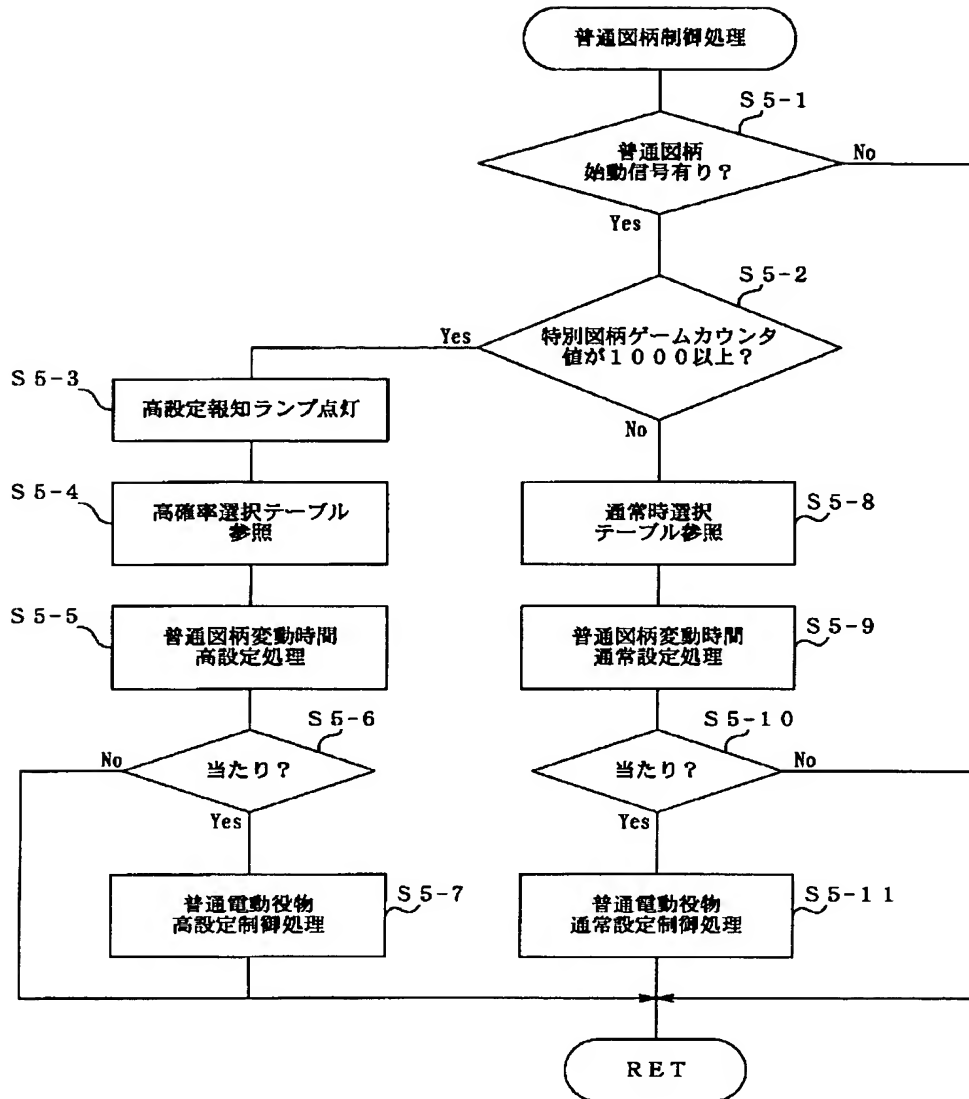 普通図柄制御処理
S5-1
普通図柄
始動信号有り？
No
Yes
S5-2
特別図柄ゲームカウンタ
値が1000以上？
Yes
No
S5-3
高設定報知ランプ点灯
S5-4
高確率選択テーブル
参照
S5-8
通常時選択
テーブル参照
S5-5
普通図柄変動時間
高設定処理
S5-9
普通図柄変動時間
通常設定処理
S5-6
当たり？
No
Yes
S5-10
当たり？
No
Yes
S5-7
普通電動役物
高設定制御処理
S5-11
普通電動役物
通常設定制御処理
RET